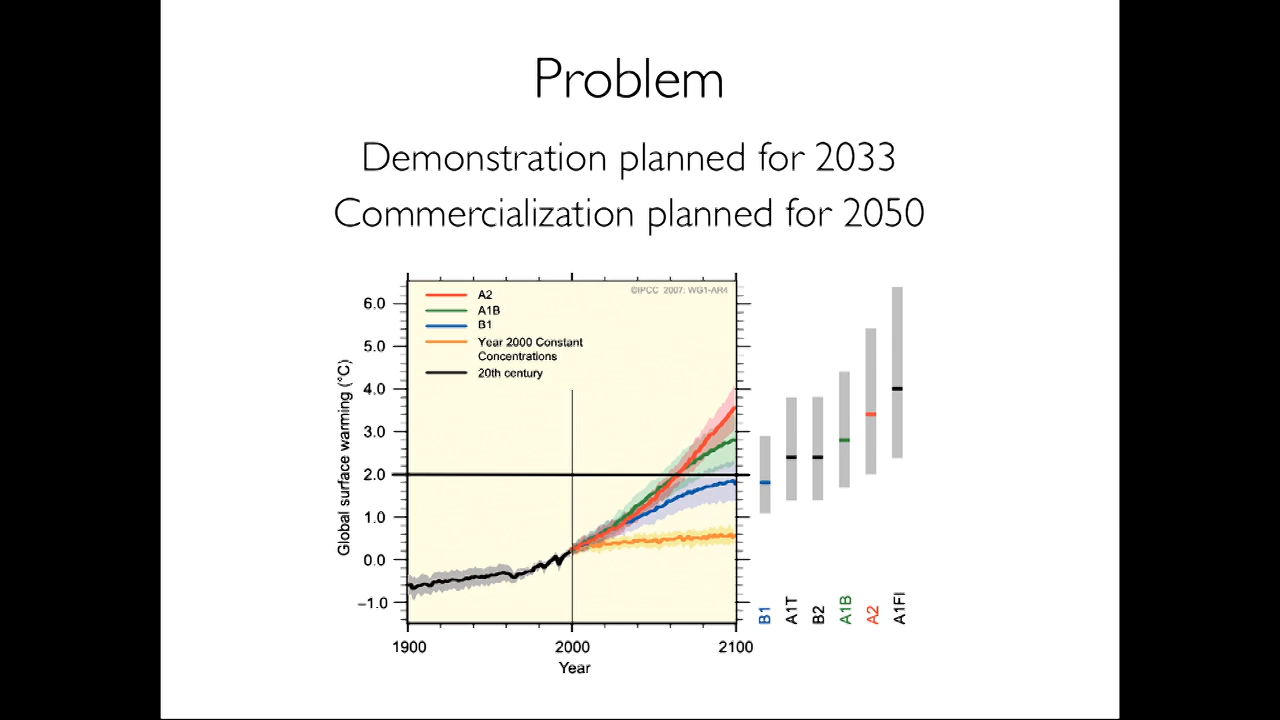 Problem
Demonstration planned for 2033
Commercialization planned for 2050
©IPCC 2007: WG1-AR4
A2
A1B
B1
Year 2000 Constant
Concentrations
20th century
6.0
5.0
4.0
3.0
2.0
1.0
0.0
−1.0
Global surface warming (°C)
1900
2000
2100
Year
B1
A1T
B2
A1B
A2
A1FI